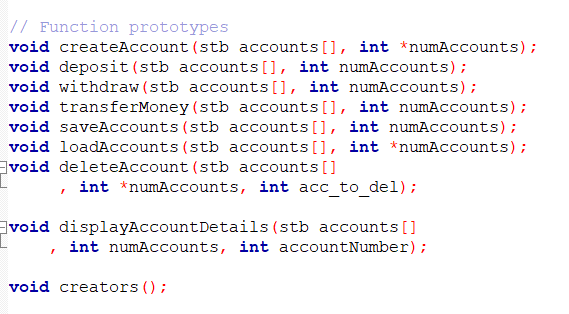 // Function prototypes
void createAccount(stb accounts[], int *numAccounts);
void deposit(stb accounts[], int numAccounts);
void withdraw(stb accounts[], int numAccounts);
void transferMoney(stb accounts[], int numAccounts);
void saveAccounts(stb accounts[], int numAccounts);
void loadAccounts(stb accounts[], int *numAccounts);
void deleteAccount(stb accounts[]
, int *numAccounts, int acc_to_del);
void displayAccountDetails(stb accounts[]
, int numAccounts, int accountNumber);
void creators();